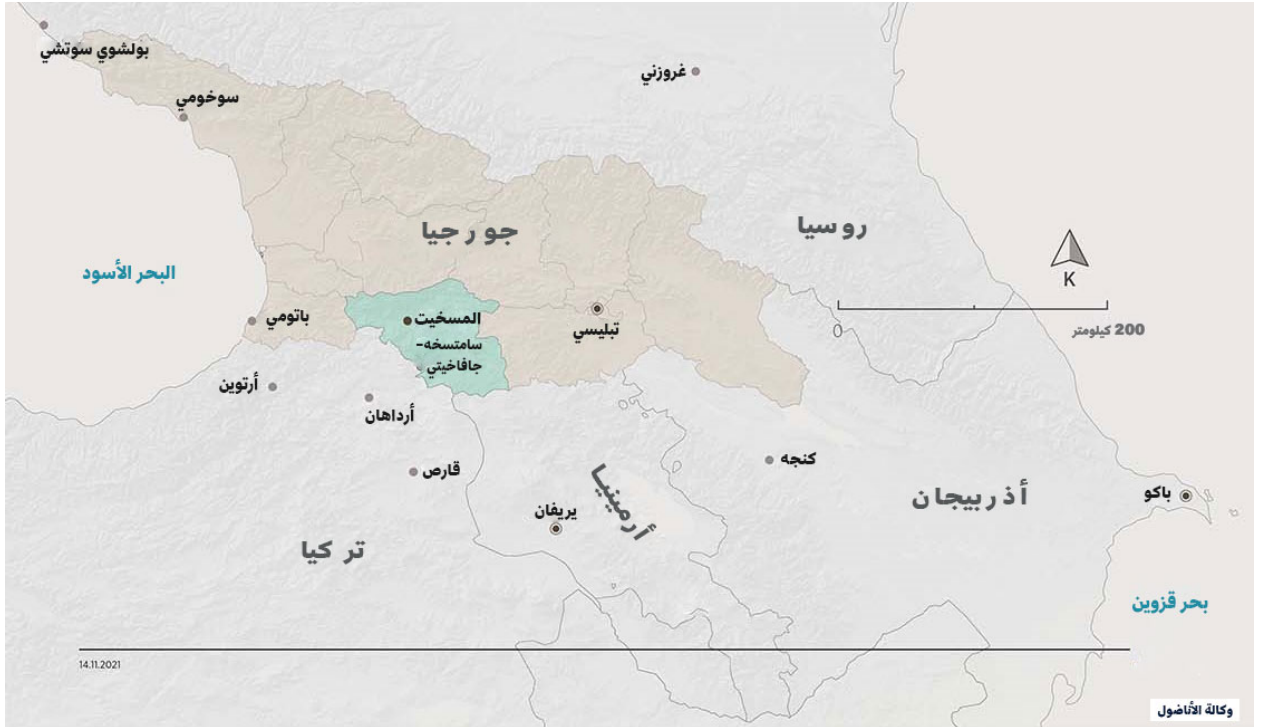 بولشوي سوتشي
غروزني
سوخومي
جورجيا
روسيا
البحر الأسود
K
0
200 كيلومتر
باتومي
المسخيت
سامتسخه-
جافاخيتي
تبليسي
أرتوين
أرداهان
قارص
كنجه
أرمينيا
أذربيجان
باكو
يريفان
تركيا
بحر قزوين
14.11.2021
وكالة الأناضول